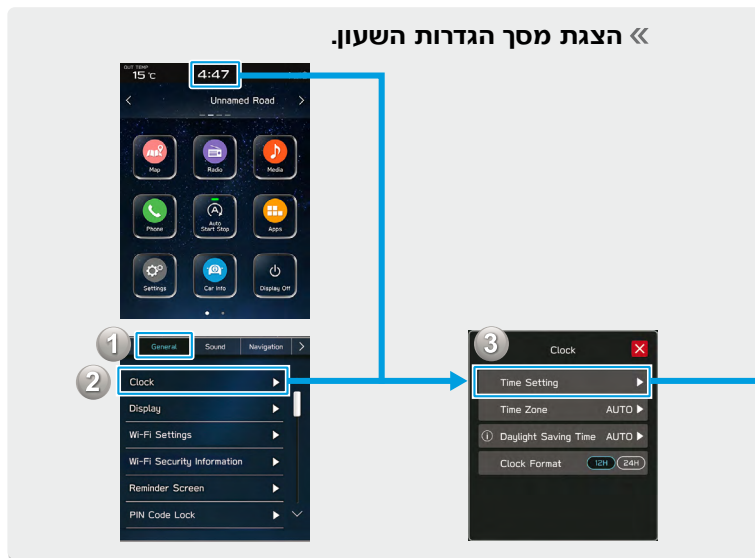 « הצגת מסך הגדרות השעון.
OUT TEMP
15 °C
4:47
Unnamed Road
Map
Radio
Media
Phone
Auto
Start Stop
Apps
Settings
Car Info
Display Off
1
General
Sound
Navigation
2
Clock
Display
Wi-Fi Settings
Wi-Fi Security Information
Reminder Screen
PIN Code Lock
3
Clock
Time Setting
Time Zone AUTO
Daylight Saving Time AUTO
Clock Format 12H 24H